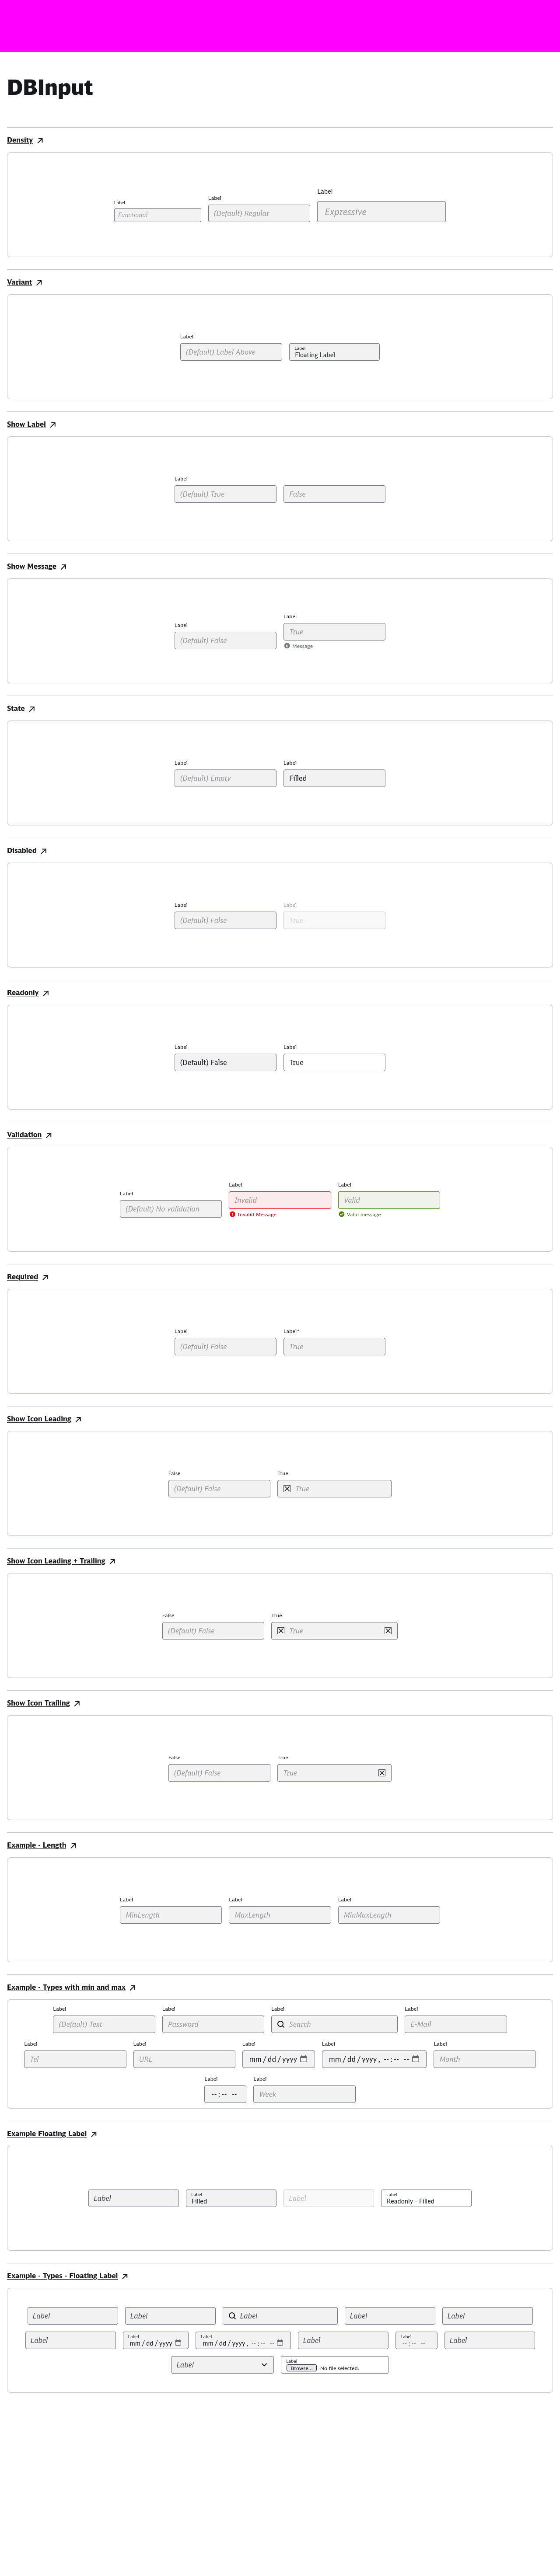 DBInput
Density
Label Label Label
Functional (Default) Regular Expressive
Variant
Label Label
(Default) Label Above Floating Label
Show Label
Label
(Default) True False
Show Message
Label Label
(Default) False True
Message
State
Label Label
(Default) Empty Filled
Disabled
Label Label
(Default) False True
Readonly
Label Label
(Default) False True
Validation
Label Label Label
(Default) No validation Invalid Valid
Invalid Message Valid message
Required
Label Label*
(Default) False True
Show Icon Leading
False True
(Default) False True
Show Icon Leading + Trailing
False True
(Default) False True
Show Icon Trailing
False True
(Default) False True
Example - Length
Label Label Label
MinLength MaxLength MinMaxLength
Example - Types with min and max
Label Label Label Label
(Default) Text Password Search E-Mail
Label Label Label Label Label
Tel URL mm/dd/yyyy mm/dd/yyyy, --:-- -- Month
Label Label
--:-- -- Week
Example Floating Label
Label Label Filled Label Label Readonly - Filled
Example - Types - Floating Label
Label Label Label Label Label
Label Label mm/dd/yyyy Label mm/dd/yyyy, --:-- -- Label Label --:-- -- Label
Label Label Browse... No file selected.